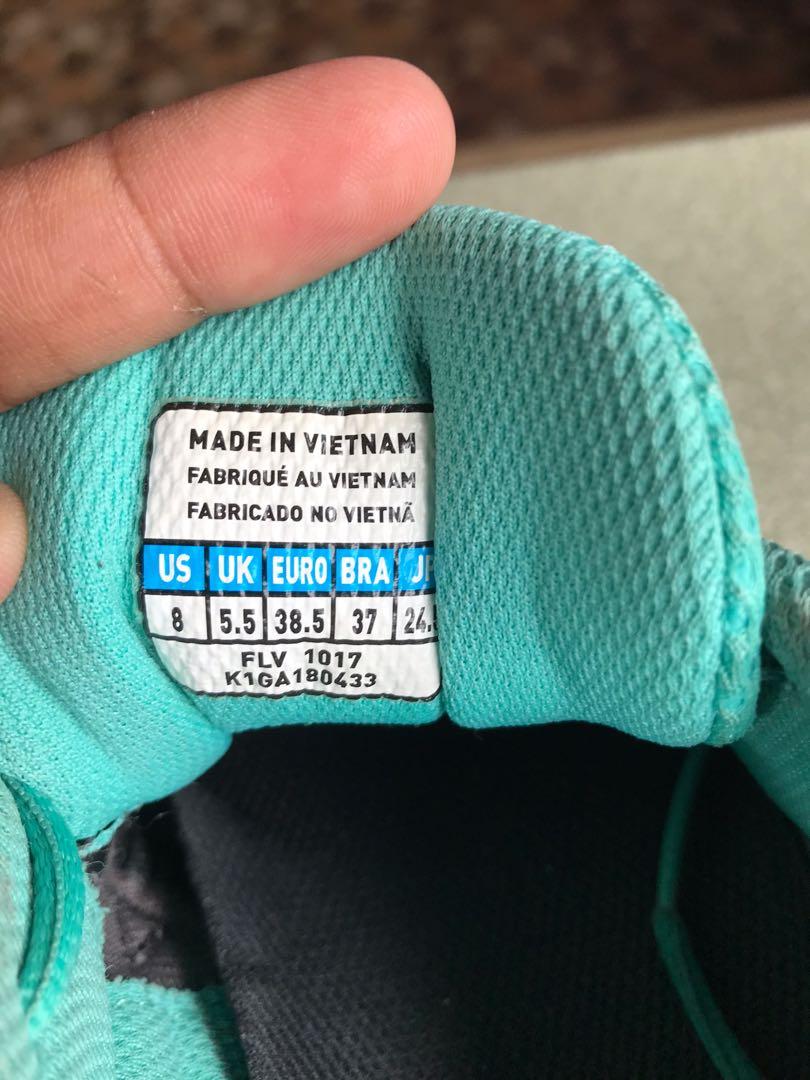 MADE IN VIETNAM
FABRIQUÉ AU VIETNAM
FABRICADO NO VIETNÃ
US UK EURO BRA
8 5.5 38.5 37
FLV 1017
K1GA180433